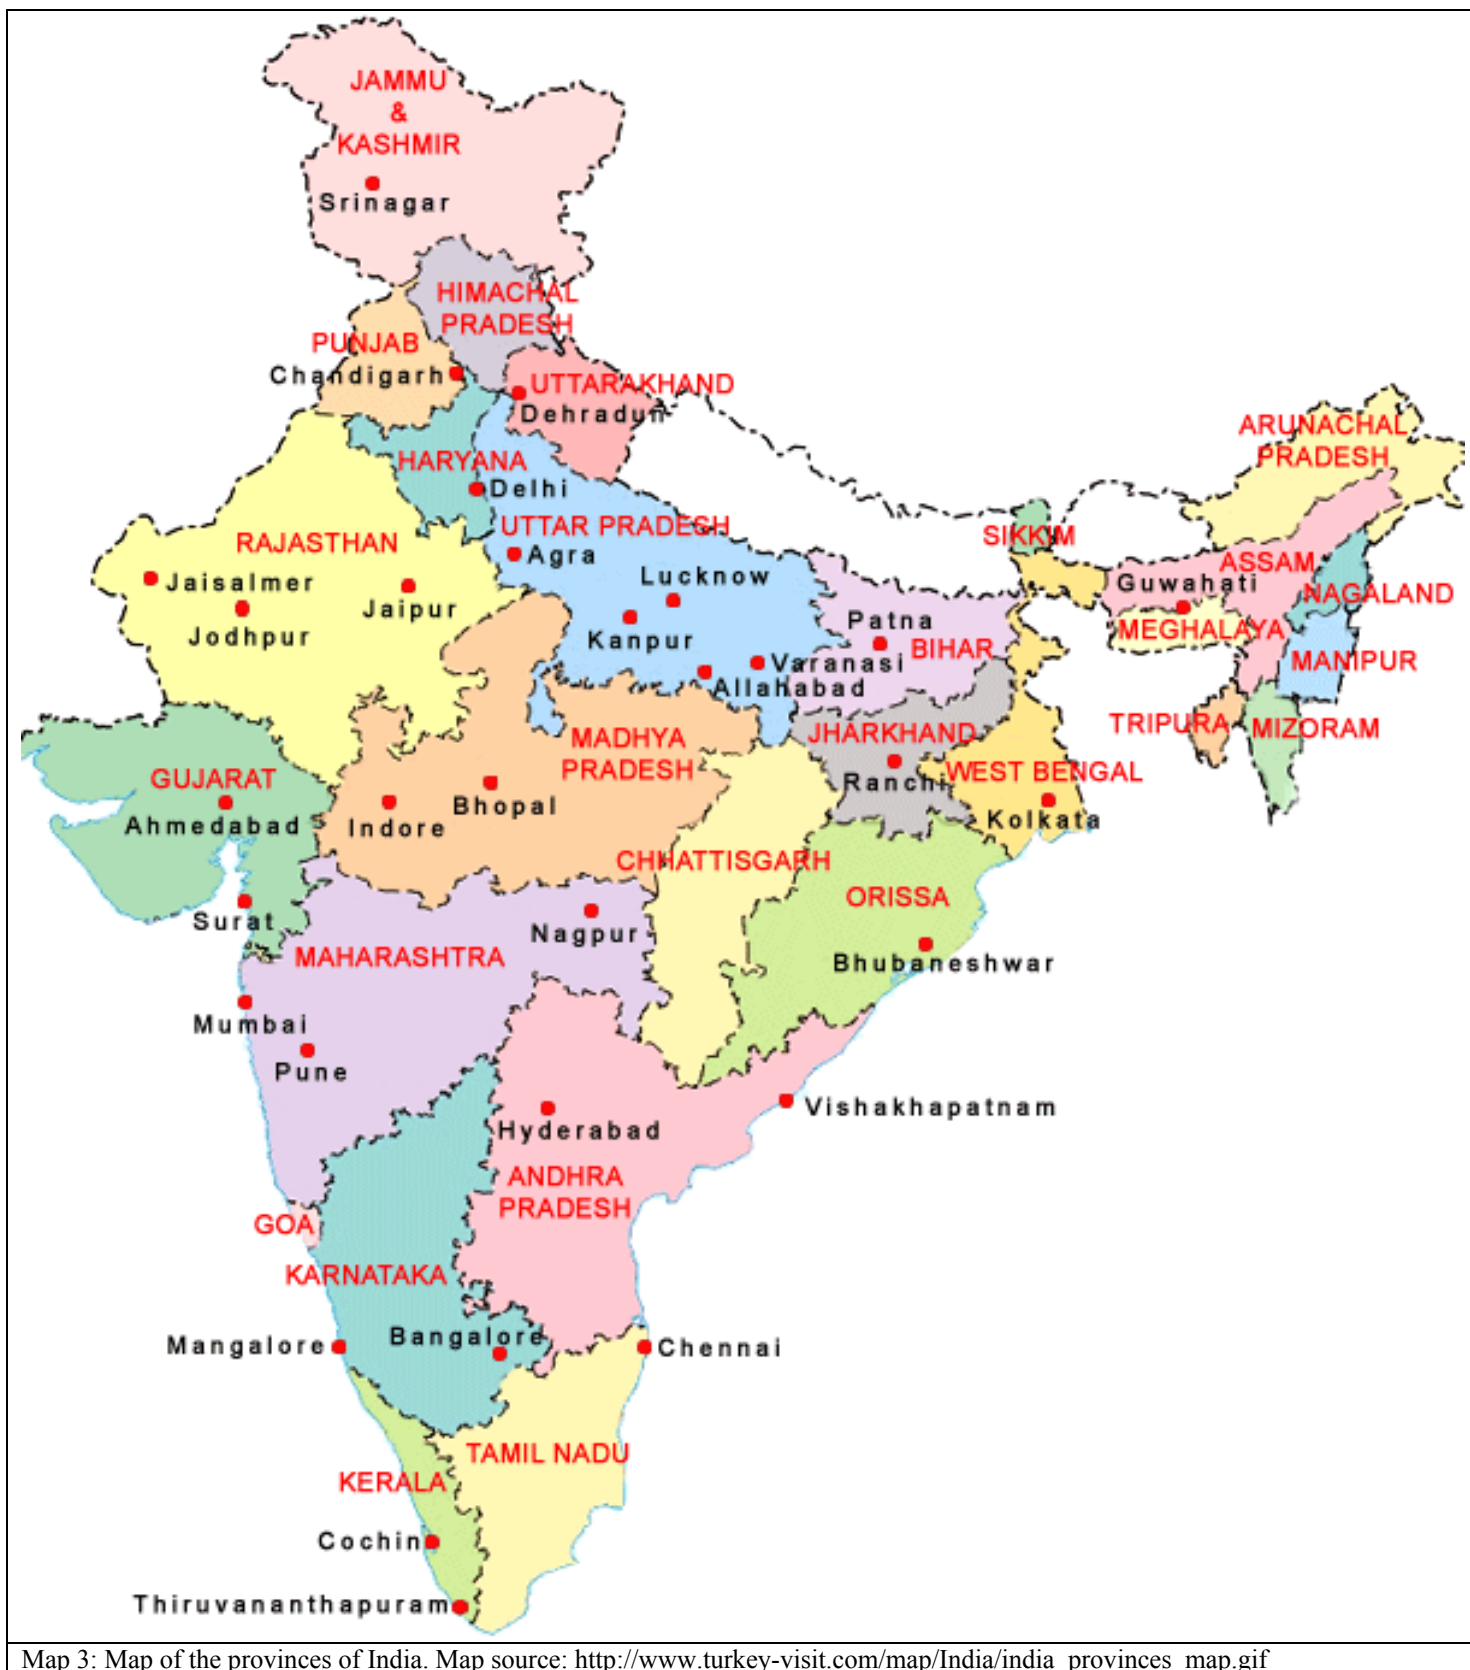 JAMMU
&
KASHMIR
Srinagar
HIMACHAL
PRADESH
PUNJAB
Chandigarh
UTTARAKHAND
Dehradun
HARYANA
Delhi
ARUNACHAL
PRADESH
UTTAR PRADESH
Agra
Lucknow
Kanpur
Varanasi
Allahabad
RAJASTHAN
Jaisalmer
Jodhpur
Jaipur
SIKKIM
ASSAM
Guwahati
NAGALAND
MEGHALAYA
MANIPUR
TRIPURA
MIZORAM
Patna
BIHAR
JHARKHAND
Ranchi
WEST BENGAL
Kolkata
GUJARAT
Ahmedabad
Surat
MADHYA
PRADESH
Bhopal
Indore
CHHATTISGARH
ORISSA
Bhubaneshwar
MAHARASHTRA
Nagpur
Mumbai
Pune
Hyderabad
Vishakhapatnam
ANDHRA
PRADESH
GOA
KARNATAKA
Mangalore
Bangalore
Chennai
TAMIL NADU
KERALA
Cochin
Thiruvananthapuram
Map 3: Map of the provinces of India. Map source: http://www.turkey-visit.com/map/India/india_provinces_map.gif